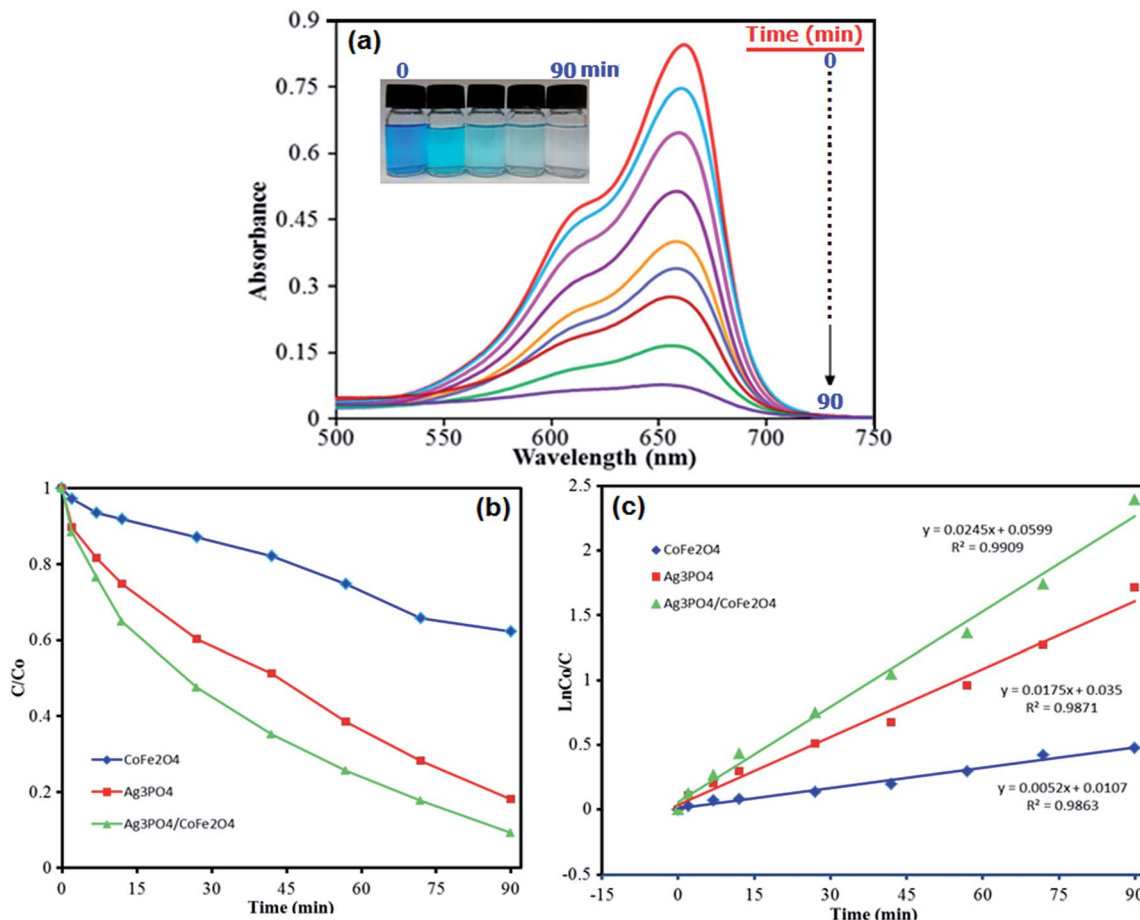 (a)
Time (min)
0
90
0
90 min
0.9
0.75
0.6
0.45
0.3
0.15
0
Absorbance
500
550
600
650
700
750
Wavelength (nm)
(b)
1
0.8
0.6
0.4
0.2
0
C/Co
CoFe2O4
Ag3PO4
Ag3PO4/CoFe2O4
0
15
30
45
60
75
90
Time (min)
(c)
2.5
2
1.5
1
0.5
0
-0.5
LnCo/C
CoFe2O4
Ag3PO4
Ag3PO4/CoFe2O4
y = 0.0245x + 0.0599
R² = 0.9909
y = 0.0175x + 0.035
R² = 0.9871
y = 0.0052x + 0.0107
R² = 0.9863
-15
0
15
30
45
60
75
90
Time (min)